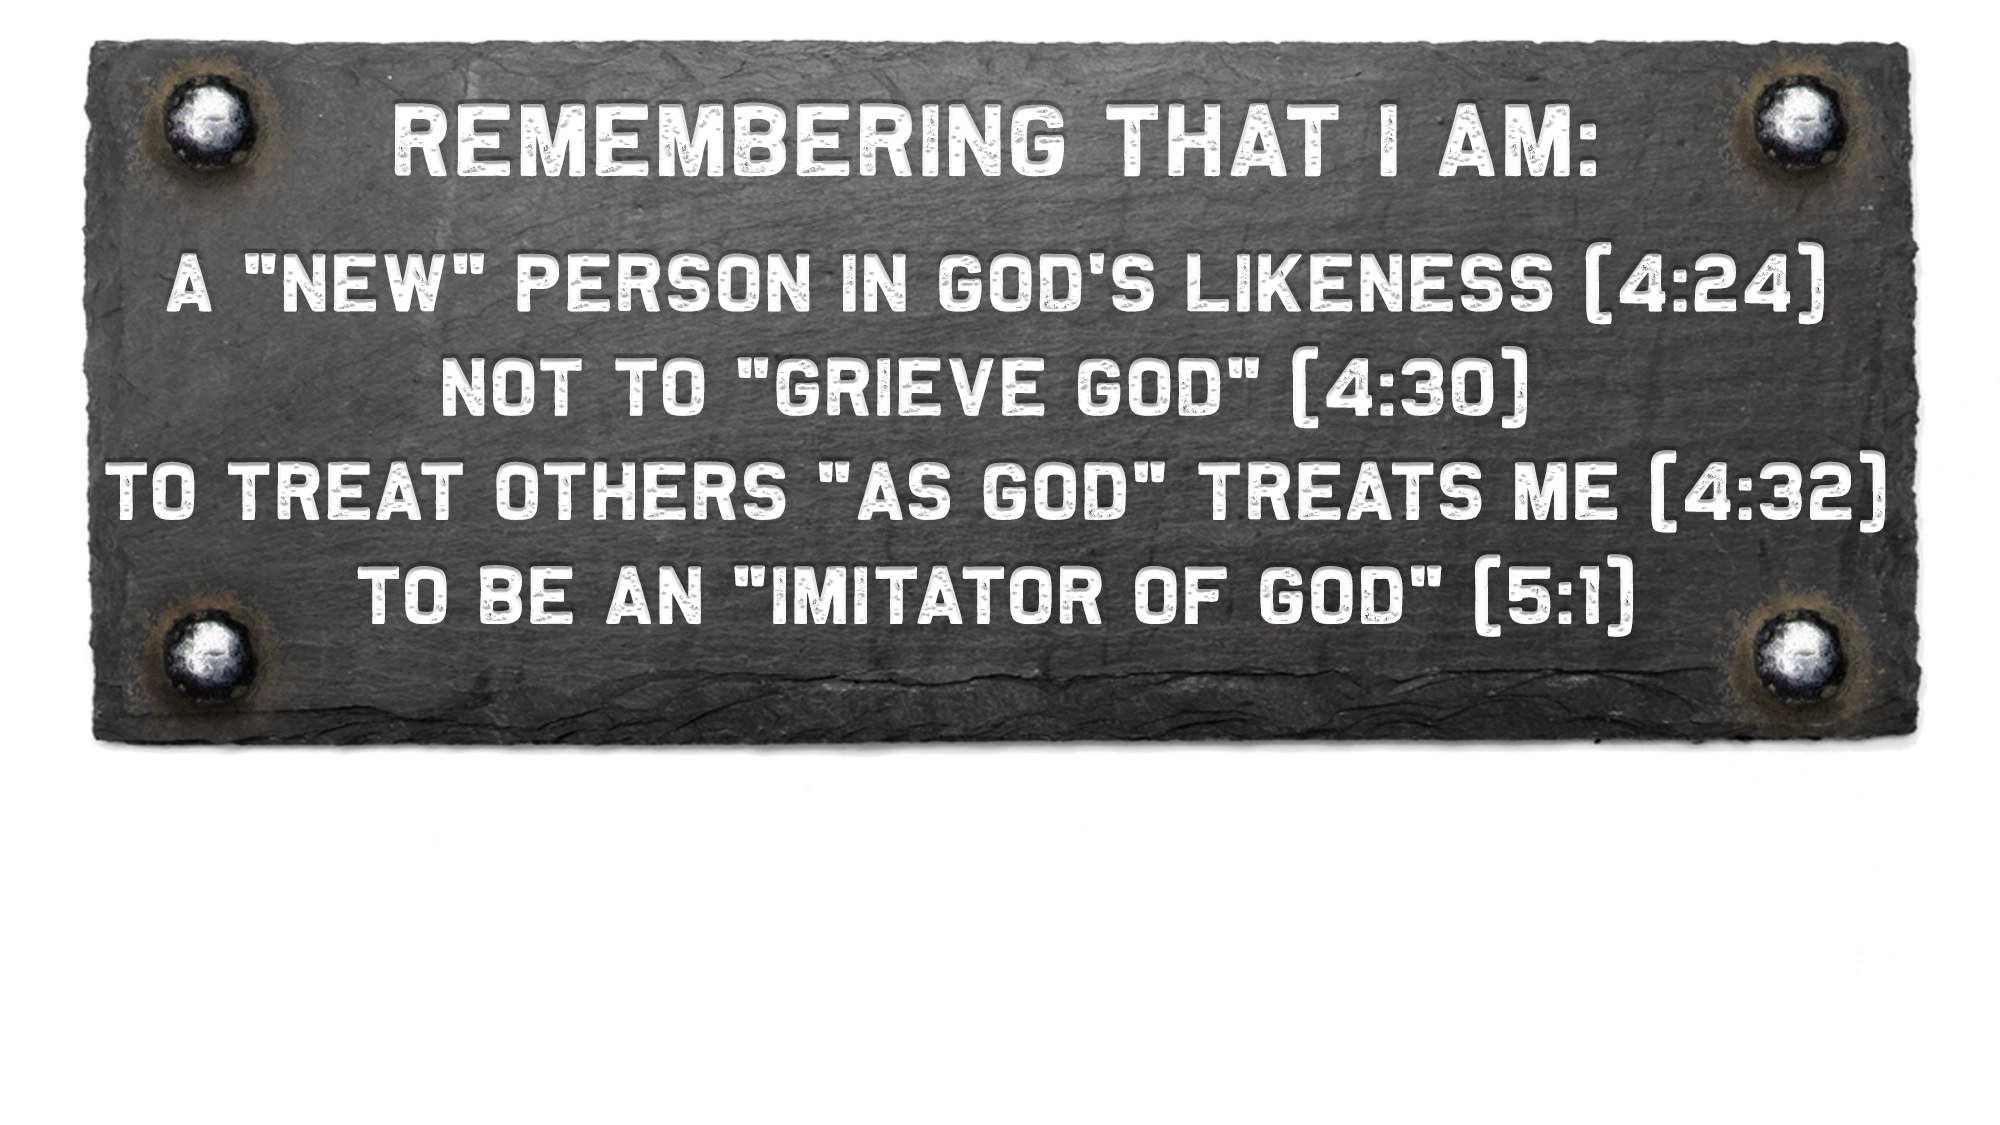 REMEMBERING THAT I AM:
A "NEW" PERSON IN GOD'S LIKENESS (4:24)
NOT TO "GRIEVE GOD" (4:30)
TO TREAT OTHERS "AS GOD" TREATS ME (4:32)
TO BE AN "IMITATOR OF GOD" (5:1)